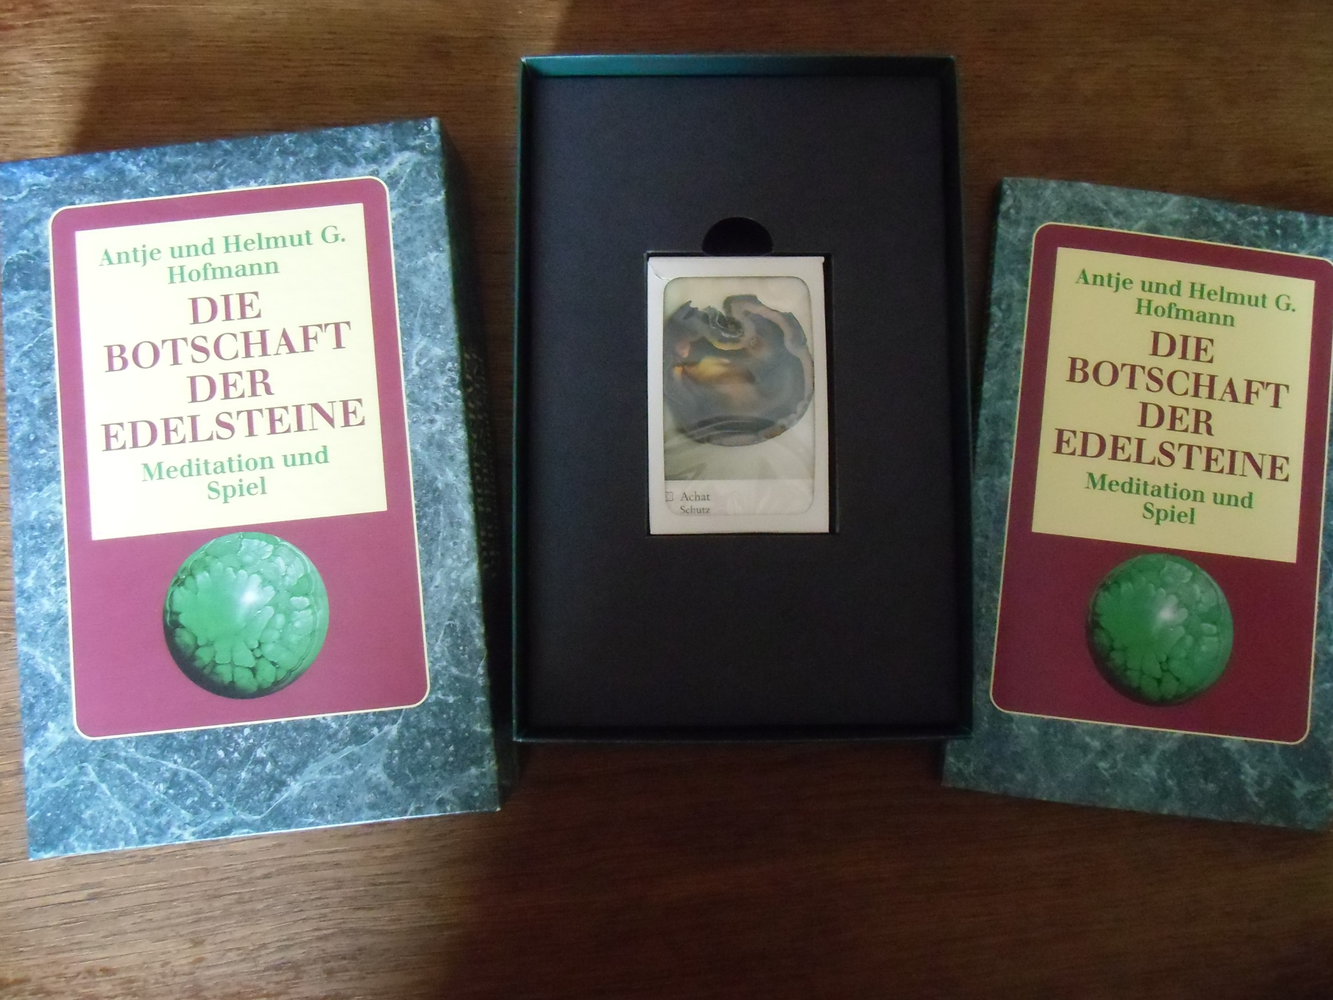 Antje und Helmut G.
Hofmann
DIE
BOTSCHAFT
DER
EDELSTEINE
Meditation und
Spiel
Achat
Schutz
Antje und Helmut G.
Hofmann
DIE
BOTSCHAFT
DER
EDELSTEINE
Meditation und
Spiel